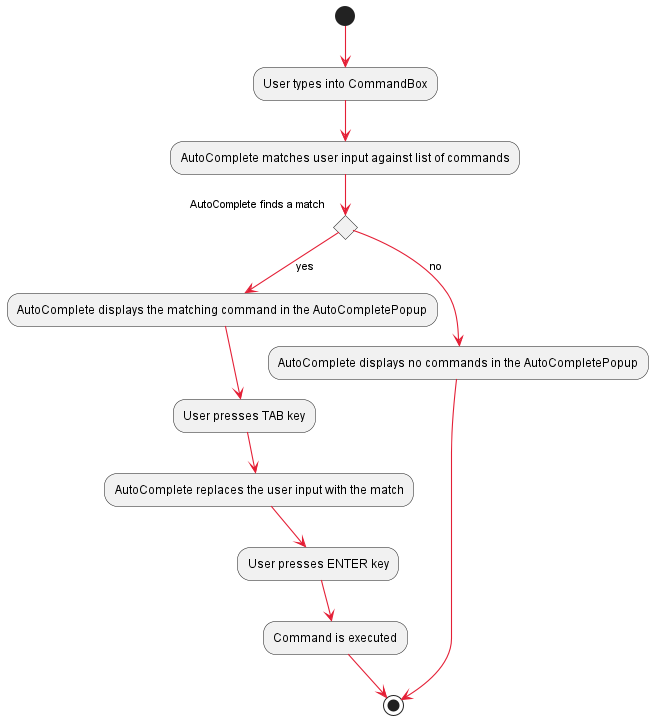 User types into CommandBox
AutoComplete matches user input against list of commands
AutoComplete finds a match
yes
no
AutoComplete displays the matching command in the AutoCompletePopup
AutoComplete displays no commands in the AutoCompletePopup
User presses TAB key
AutoComplete replaces the user input with the match
User presses ENTER key
Command is executed